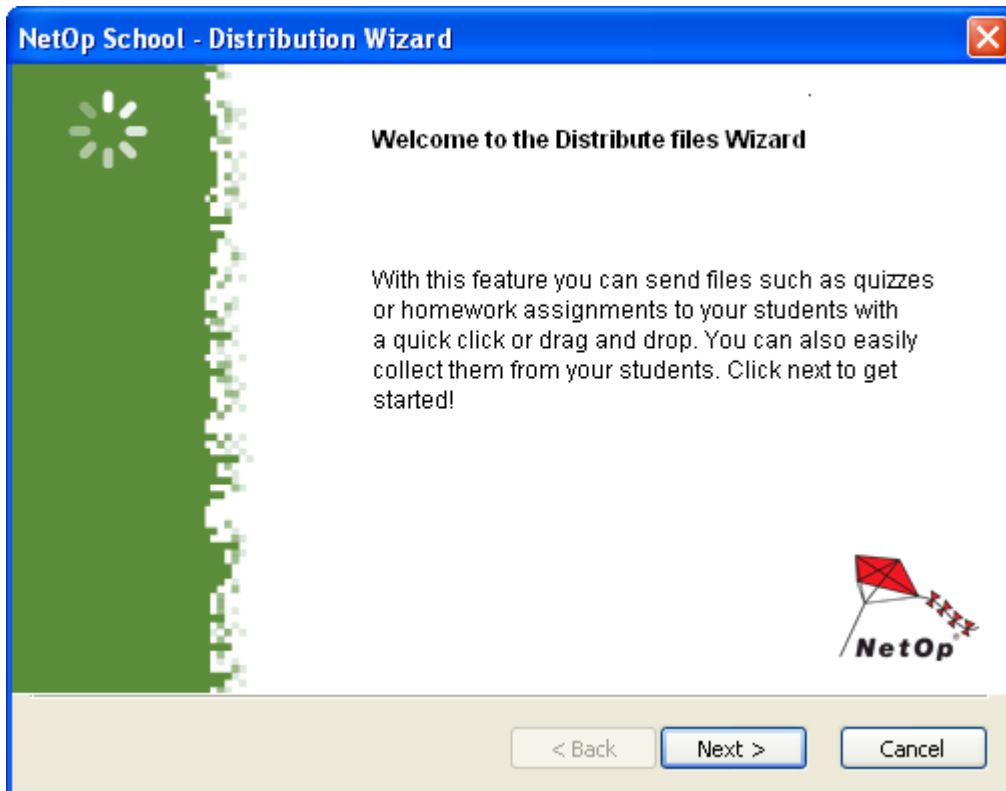 NetOp School - Distribution Wizard
Welcome to the Distribute files Wizard
With this feature you can send files such as quizzes
or homework assignments to your students with
a quick click or drag and drop. You can also easily
collect them from your students. Click next to get
started!
NetOp®
< Back
Next >
Cancel